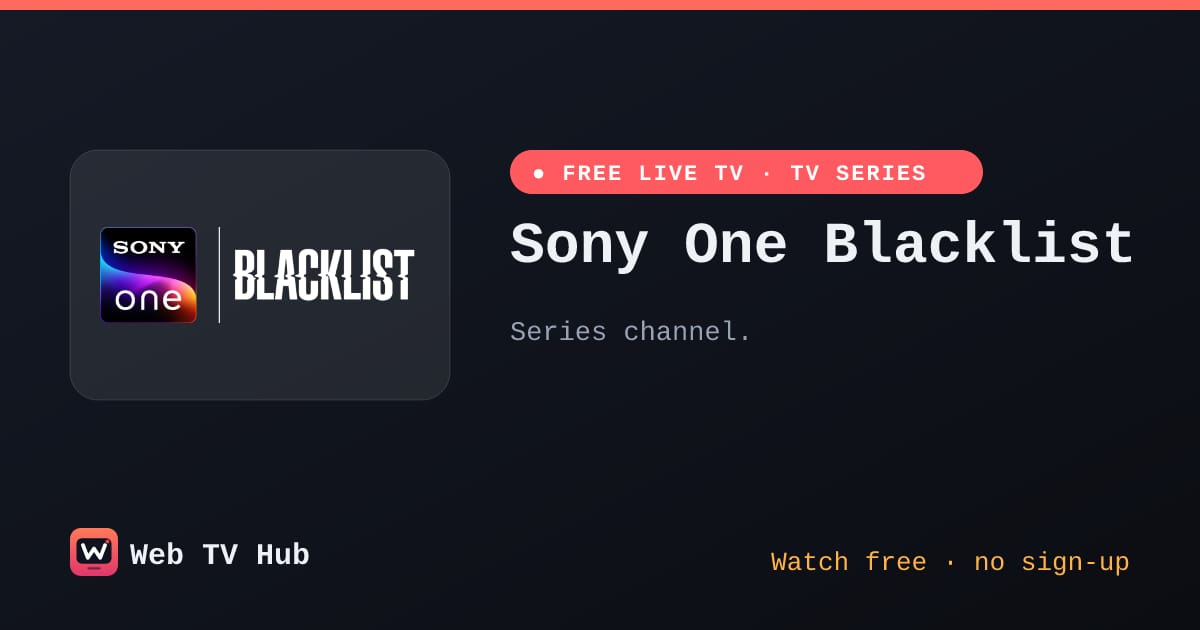 ● FREE LIVE TV · TV SERIES
Sony One Blacklist
SONY
one
BLACKLIST
Series channel.
W
Web TV Hub
Watch free · no sign-up